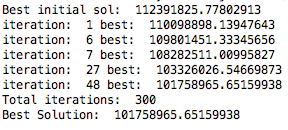 Best initial sol:  112391825.77802913
iteration:  1 best:  110098898.13947643
iteration:  6 best:  109801451.33345656
iteration:  7 best:  108282511.00995827
iteration:  27 best:  103326026.54669873
iteration:  48 best:  101758965.65159938
Total iterations:  300
Best Solution:  101758965.65159938